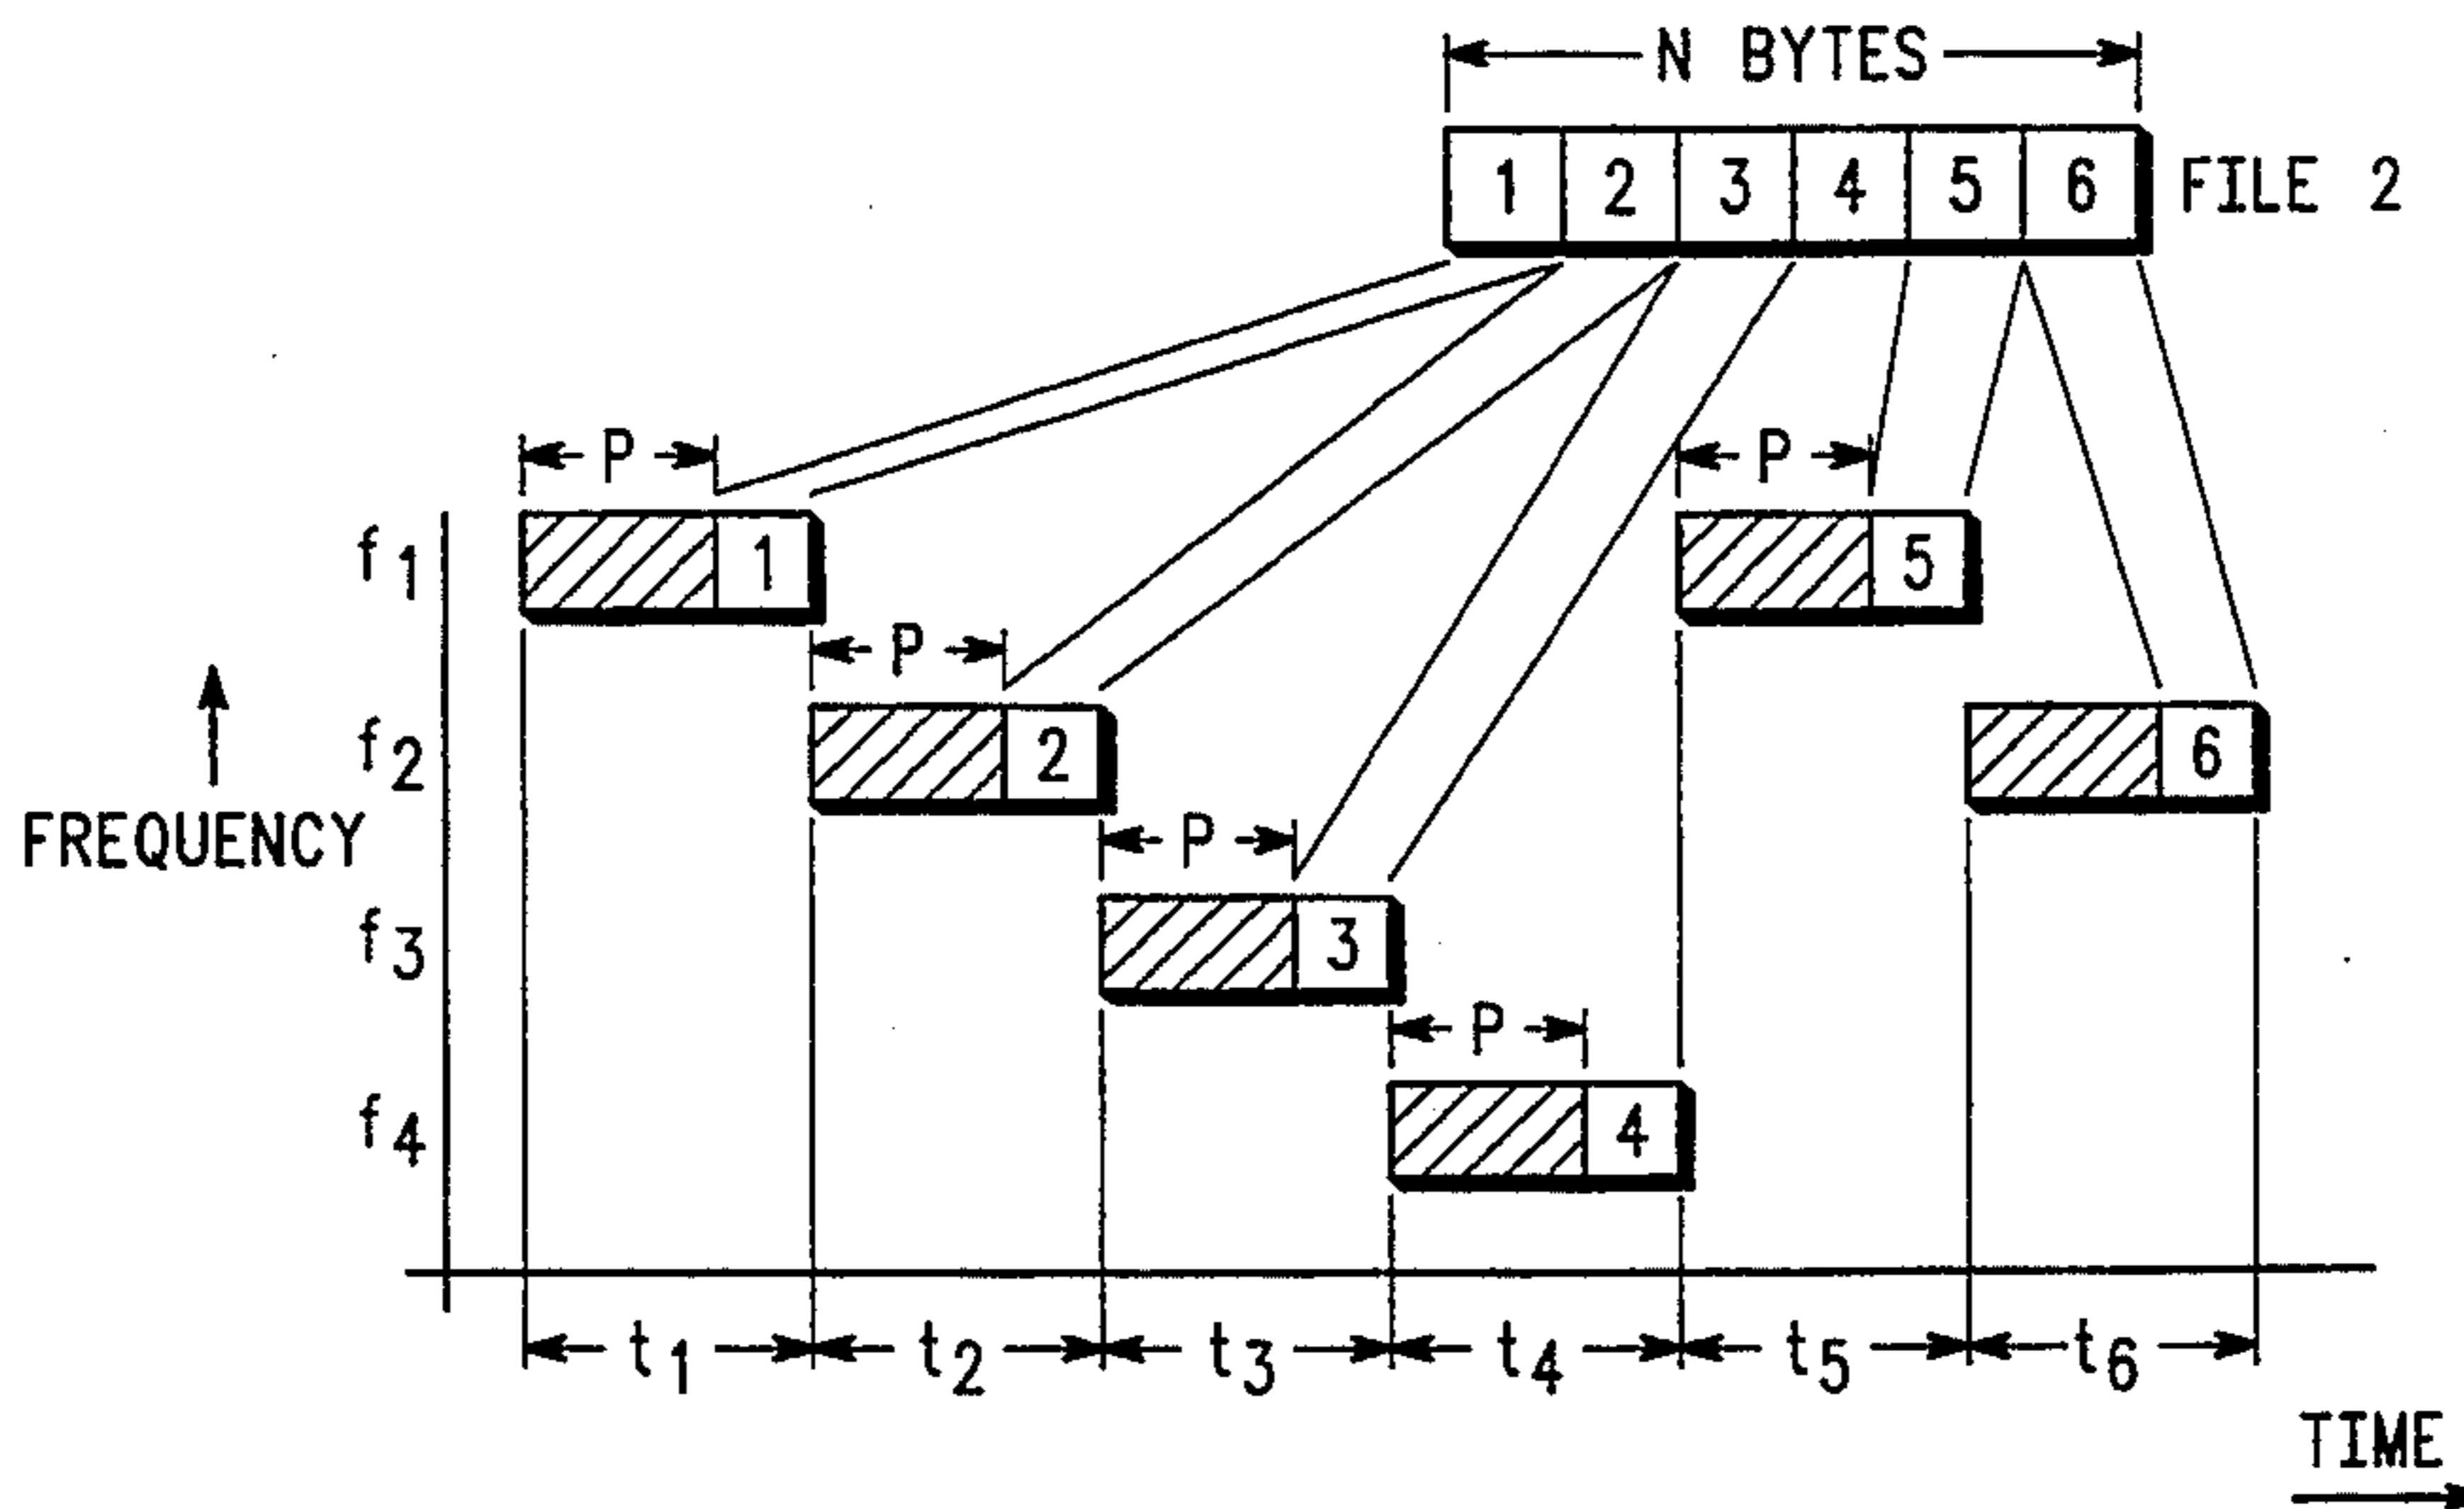 N BYTES
1 2 3 4 5 6 FILE 2
P P
f1 1 5
P
f2 2 6
FREQUENCY
P
f3 3
P
f4 4
t1 t2 t3 t4 t5 t6
TIME